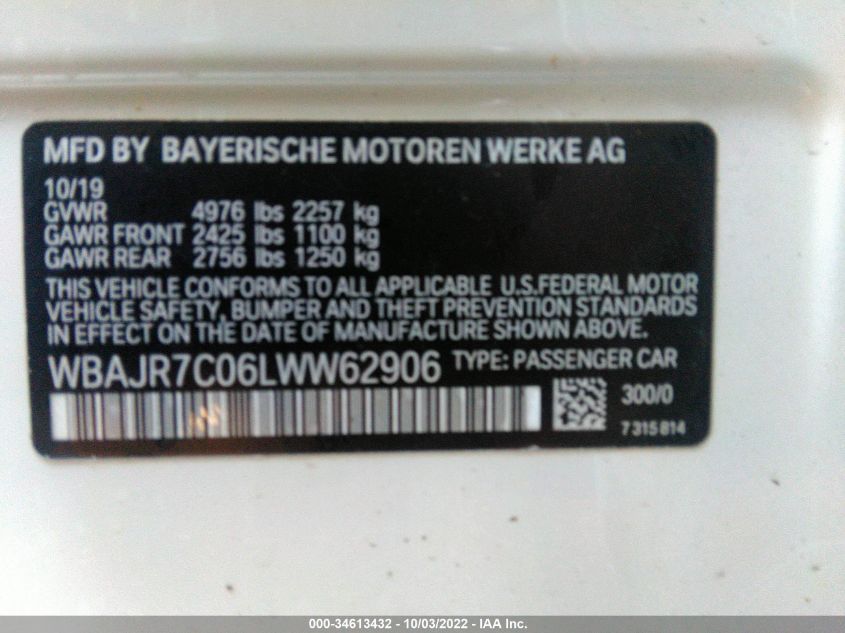 MFD BY BAYERISCHE MOTOREN WERKE AG
10/19
GVWR 4976 lbs 2257 kg
GAWR FRONT 2425 lbs 1100 kg
GAWR REAR 2756 lbs 1250 kg
THIS VEHICLE CONFORMS TO ALL APPLICABLE U.S.FEDERAL MOTOR
VEHICLE SAFETY, BUMPER AND THEFT PREVENTION STANDARDS
IN EFFECT ON THE DATE OF MANUFACTURE SHOWN ABOVE.
WBAJR7C06LWW62906 TYPE: PASSENGER CAR
300/0
7315814
000-34613432 - 10/03/2022 - IAA Inc.